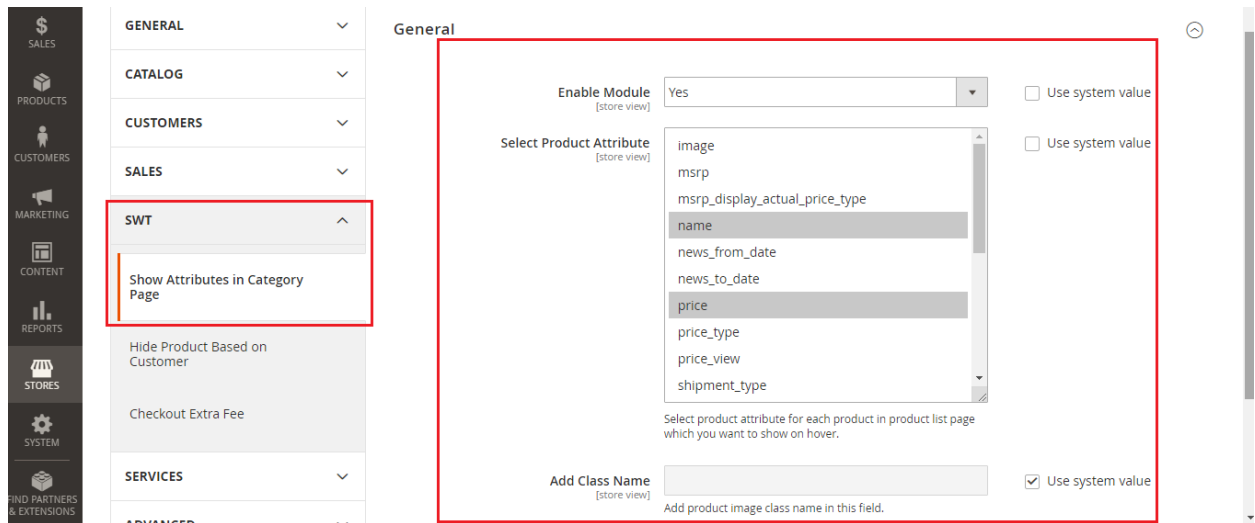 $
SALES
PRODUCTS
CUSTOMERS
MARKETING
CONTENT
REPORTS
STORES
SYSTEM
FIND PARTNERS
& EXTENSIONS
GENERAL
CATALOG
CUSTOMERS
SALES
SWT
Show Attributes in Category
Page
Hide Product Based on
Customer
Checkout Extra Fee
SERVICES
ADVANCED
General
Enable Module
[store view]
Yes
Use system value
Select Product Attribute
[store view]
image
msrp
msrp_display_actual_price_type
name
news_from_date
news_to_date
price
price_type
price_view
shipment_type
Use system value
Select product attribute for each product in product list page
which you want to show on hover.
Add Class Name
[store view]
Use system value
Add product image class name in this field.